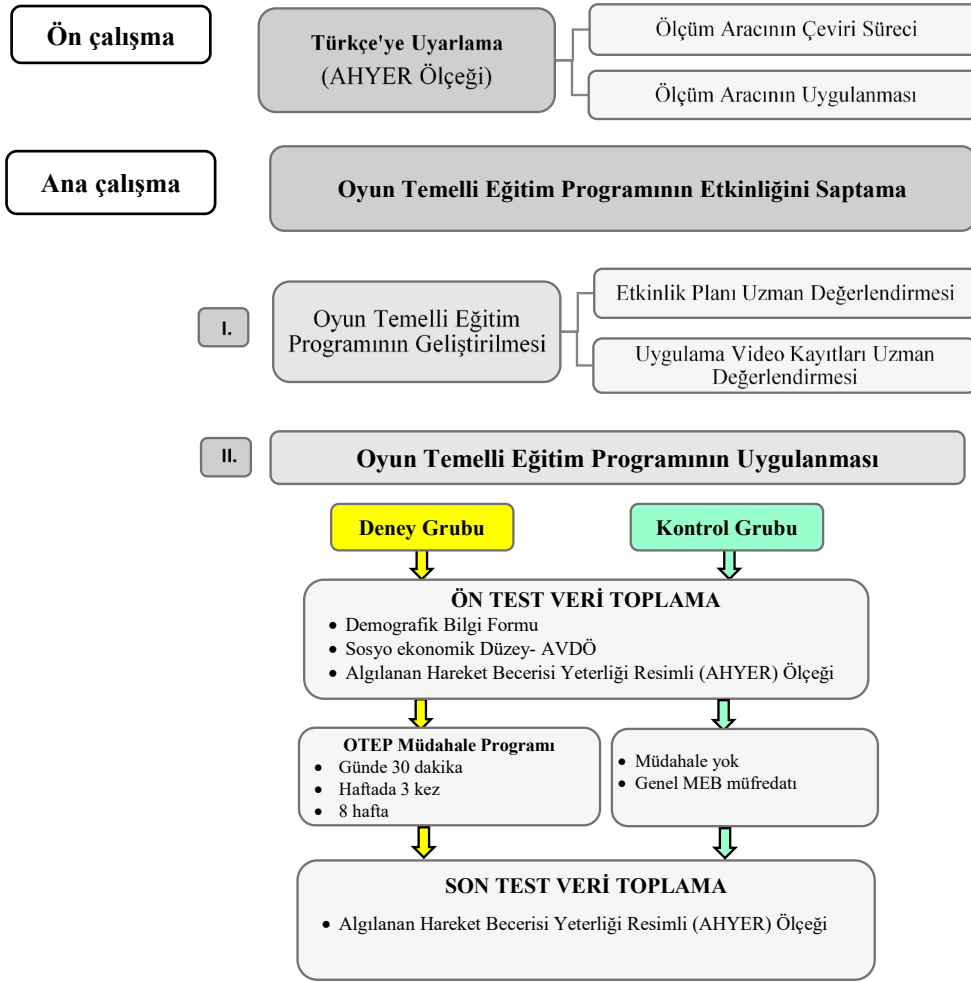 Ön çalışma
Türkçe'ye Uyarlama
(AHYER Ölçeği)
Ölçüm Aracının Çeviri Süreci
Ölçüm Aracının Uygulanması
Ana çalışma
Oyun Temelli Eğitim Programının Etkinliğini Saptama
I.
Oyun Temelli Eğitim
Programının Geliştirilmesi
Etkinlik Planı Uzman Değerlendirmesi
Uygulama Video Kayıtları Uzman
Değerlendirmesi
II.
Oyun Temelli Eğitim Programının Uygulanması
Deney Grubu
Kontrol Grubu
ÖN TEST VERİ TOPLAMA
• Demografik Bilgi Formu
• Sosyo ekonomik Düzey- AVDÖ
• Algılanan Hareket Becerisi Yeterliği Resimli (AHYER) Ölçeği
OTEP Müdahale Programı
• Günde 30 dakika
• Haftada 3 kez
• 8 hafta
• Müdahale yok
• Genel MEB müfredatı
SON TEST VERİ TOPLAMA
• Algılanan Hareket Becerisi Yeterliği Resimli (AHYER) Ölçeği